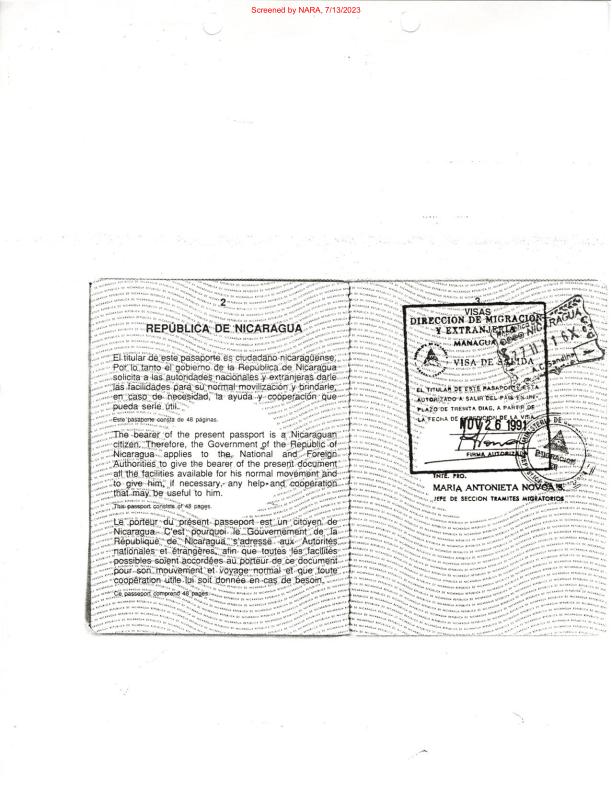 Screened by NARA, 7/13/2023
2
REPÚBLICA DE NICARAGUA
El titular de este pasaporte es ciudadano nicaragüense.
Por lo tanto el gobierno de la República de Nicaragua
solicita a las autoridades nacionales y extranjeras darle
las facilidades para su normal movilización y brindarle,
en caso de necesidad, la ayuda y cooperación que
pueda serle útil.
Este pasaporte consta de 48 páginas.
The bearer of the present passport is a Nicaraguan
citizen. Therefore, the Government of the Republic of
Nicaragua applies to the National and Foreign
Authorities to give the bearer of the present document
all the facilities available for his normal movement and
to give him, if necessary, any help and cooperation
that may be useful to him.
This passport consists of 48 pages.
Le porteur du présent passeport est un citoyen de
Nicaragua. C'est pourquoi le Gouvernement de la
République de Nicaragua s'adresse aux Autorités
nationales et étrangères, afin que toutes les facilités
possibles soient accordées au porteur de ce document
pour son mouvement et voyage normal et que toute
coopération utile lui soit donnée en cas de besoin.
Ce passeport comprend 48 pages.
3
VISAS
DIRECCION DE MIGRACION
Y EXTRANJERIA
MANAGUA
VISA DE SALIDA
EL TITULAR DE ESTE PASAPORTE ESTA
AUTORIZADO A SALIR DEL PAIS EN UN
PLAZO DE TREINTA DIAS, A PARTIR DE
LA FECHA DE EXPEDICION DE LA VISA
NOV 26 1991
FIRMA AUTORIZADA
NICARAGUA
A.C. Sandino
MIGRACION
MARIA ANTONIETA NOVOA S.
JEFE DE SECCION TRAMITES MIGRATORIOS